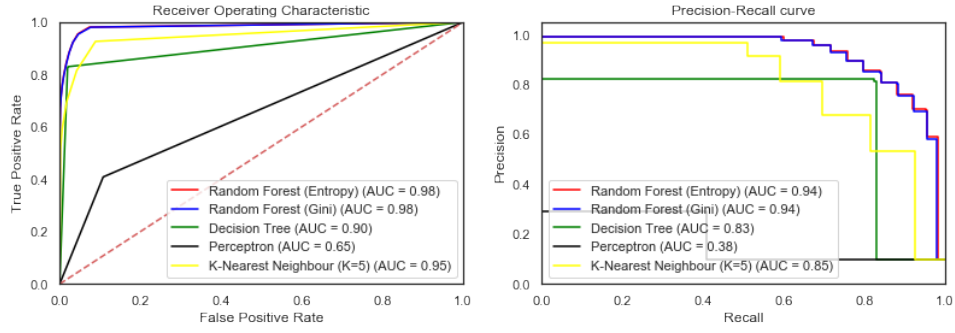 Receiver Operating Characteristic
True Positive Rate
1.0
0.8
0.6
0.4
0.2
0.0
Random Forest (Entropy) (AUC = 0.98)
Random Forest (Gini) (AUC = 0.98)
Decision Tree (AUC = 0.90)
Perceptron (AUC = 0.65)
K-Nearest Neighbour (K=5) (AUC = 0.95)
0.0 0.2 0.4 0.6 0.8 1.0
False Positive Rate
Precision-Recall curve
Precision
1.0
0.8
0.6
0.4
0.2
0.0
Random Forest (Entropy) (AUC = 0.94)
Random Forest (Gini) (AUC = 0.94)
Decision Tree (AUC = 0.83)
Perceptron (AUC = 0.38)
K-Nearest Neighbour (K=5) (AUC = 0.85)
0.0 0.2 0.4 0.6 0.8 1.0
Recall